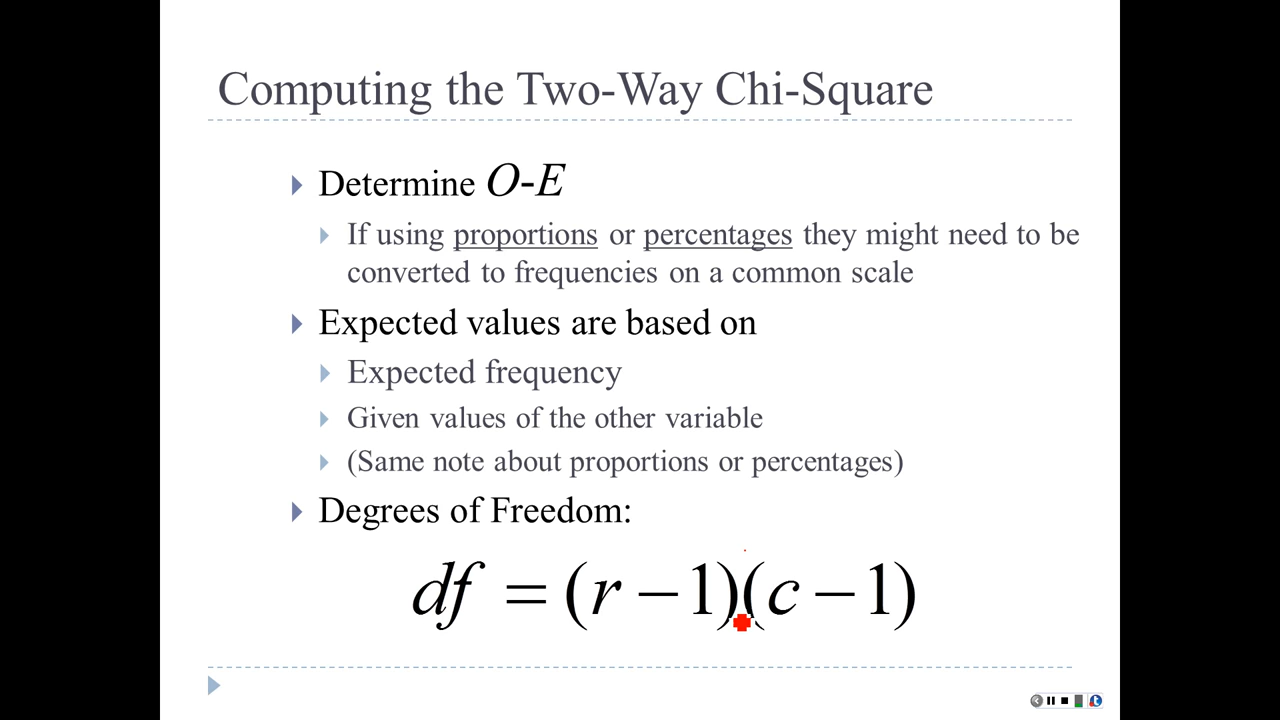 Computing the Two-Way Chi-Square
Determine O-E
If using proportions or percentages they might need to be
converted to frequencies on a common scale
Expected values are based on
Expected frequency
Given values of the other variable
(Same note about proportions or percentages)
Degrees of Freedom:
df = (r − 1)(c − 1)